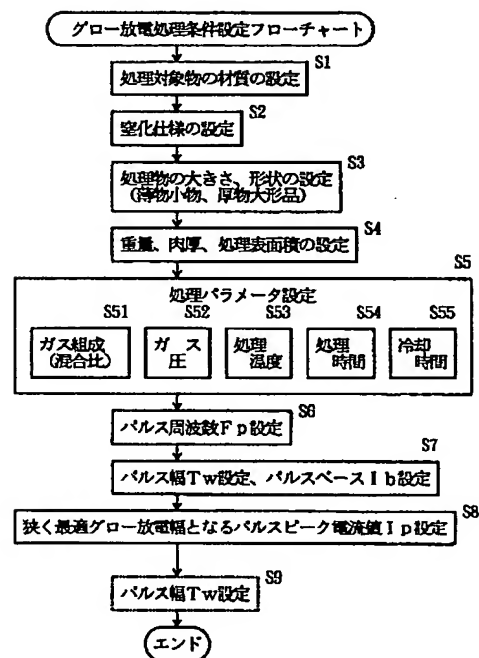 グロー放電処理条件設定フローチャート
S1
処理対象物の材質の設定
S2
窒化仕様の設定
S3
処理物の大きさ、形状の設定
(薄物小物、厚物大形品)
S4
重量、肉厚、処理表面積の設定
S5
処理パラメータ設定
S51
ガス組成
(混合比)
S52
ガス
圧
S53
処理
温度
S54
処理
時間
S55
冷却
時間
S6
パルス周波数Fp設定
S7
パルス幅Tw設定、パルスベースIb設定
S8
狭く最適グロー放電幅となるパルスピーク電流値Ip設定
S9
パルス幅Tw設定
エンド